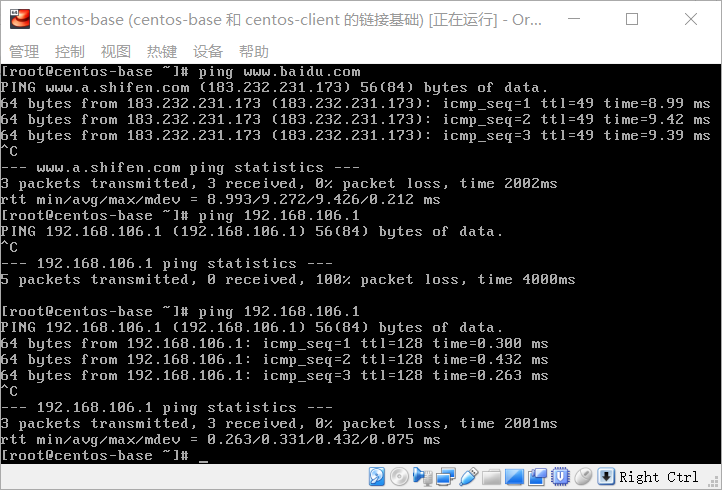 centos-base (centos-base 和 centos-client 的链接基础) [正在运行] - Or...
管理 控制 视图 热键 设备 帮助
[root@centos-base ~]# ping www.baidu.com
PING www.a.shifen.com (183.232.231.173) 56(84) bytes of data.
64 bytes from 183.232.231.173 (183.232.231.173): icmp_seq=1 ttl=49 time=8.99 ms
64 bytes from 183.232.231.173 (183.232.231.173): icmp_seq=2 ttl=49 time=9.42 ms
64 bytes from 183.232.231.173 (183.232.231.173): icmp_seq=3 ttl=49 time=9.39 ms
^C
--- www.a.shifen.com ping statistics ---
3 packets transmitted, 3 received, 0% packet loss, time 2002ms
rtt min/avg/max/mdev = 8.993/9.272/9.426/0.212 ms
[root@centos-base ~]# ping 192.168.106.1
PING 192.168.106.1 (192.168.106.1) 56(84) bytes of data.
^C
--- 192.168.106.1 ping statistics ---
5 packets transmitted, 0 received, 100% packet loss, time 4000ms
[root@centos-base ~]# ping 192.168.106.1
PING 192.168.106.1 (192.168.106.1) 56(84) bytes of data.
64 bytes from 192.168.106.1: icmp_seq=1 ttl=128 time=0.300 ms
64 bytes from 192.168.106.1: icmp_seq=2 ttl=128 time=0.432 ms
64 bytes from 192.168.106.1: icmp_seq=3 ttl=128 time=0.263 ms
^C
--- 192.168.106.1 ping statistics ---
3 packets transmitted, 3 received, 0% packet loss, time 2001ms
rtt min/avg/max/mdev = 0.263/0.331/0.432/0.075 ms
[root@centos-base ~]# _
Right Ctrl